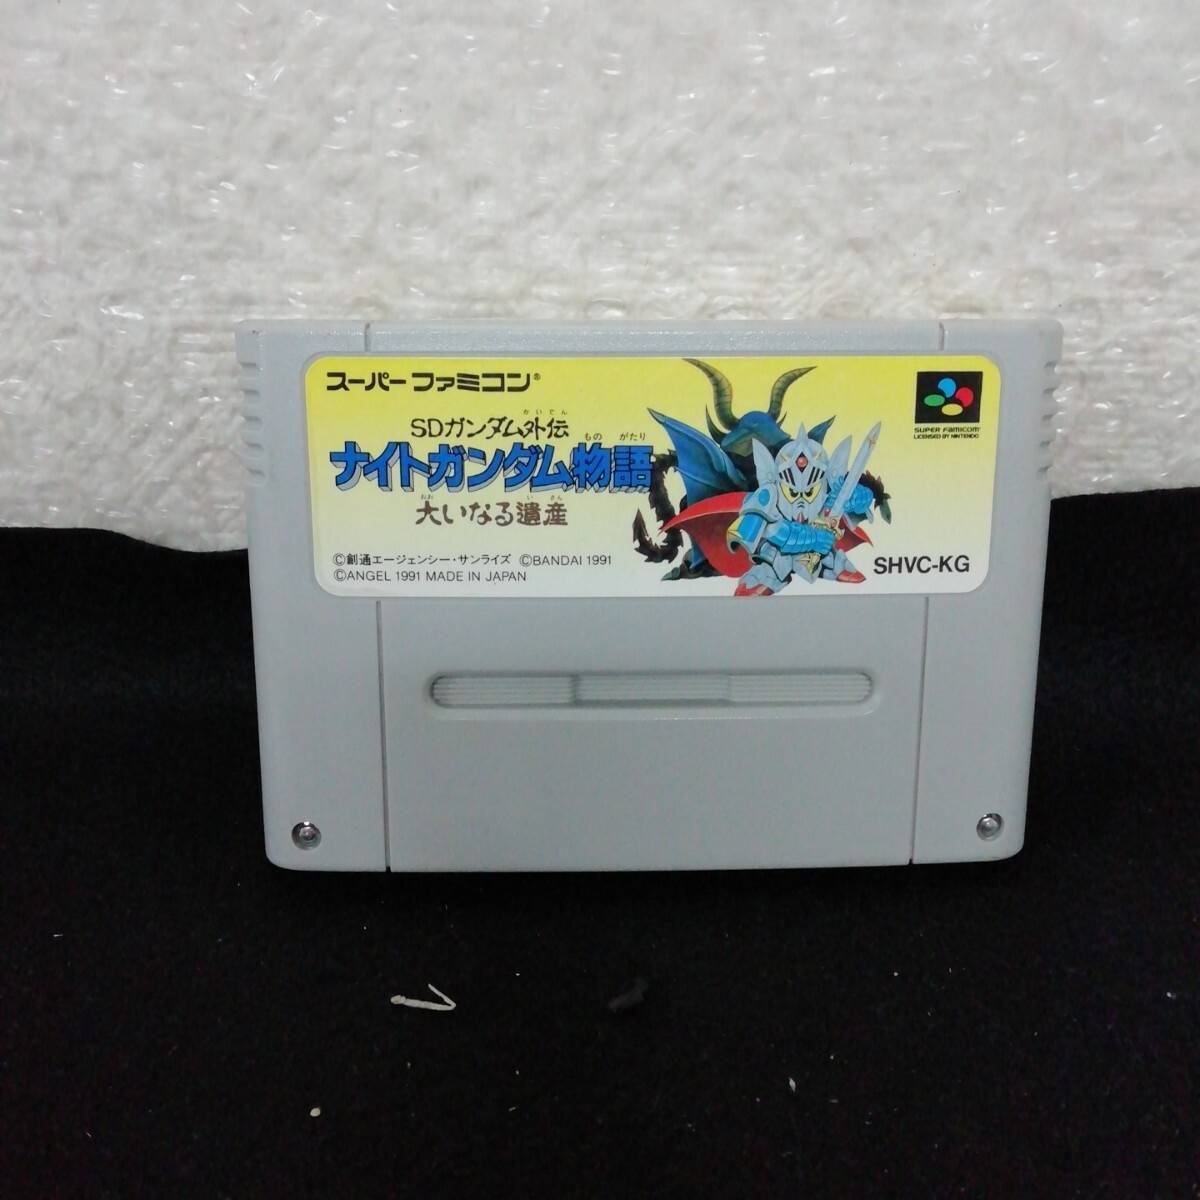 スーパーファミコン®
SUPER FAMICOM
LICENSED BY NINTENDO
がいでん
SDガンダム外伝
もの がたり
ナイトガンダム物語
おお い さん
大いなる遺産
©創通エージェンシー・サンライズ ©BANDAI 1991
©ANGEL 1991 MADE IN JAPAN
SHVC-KG